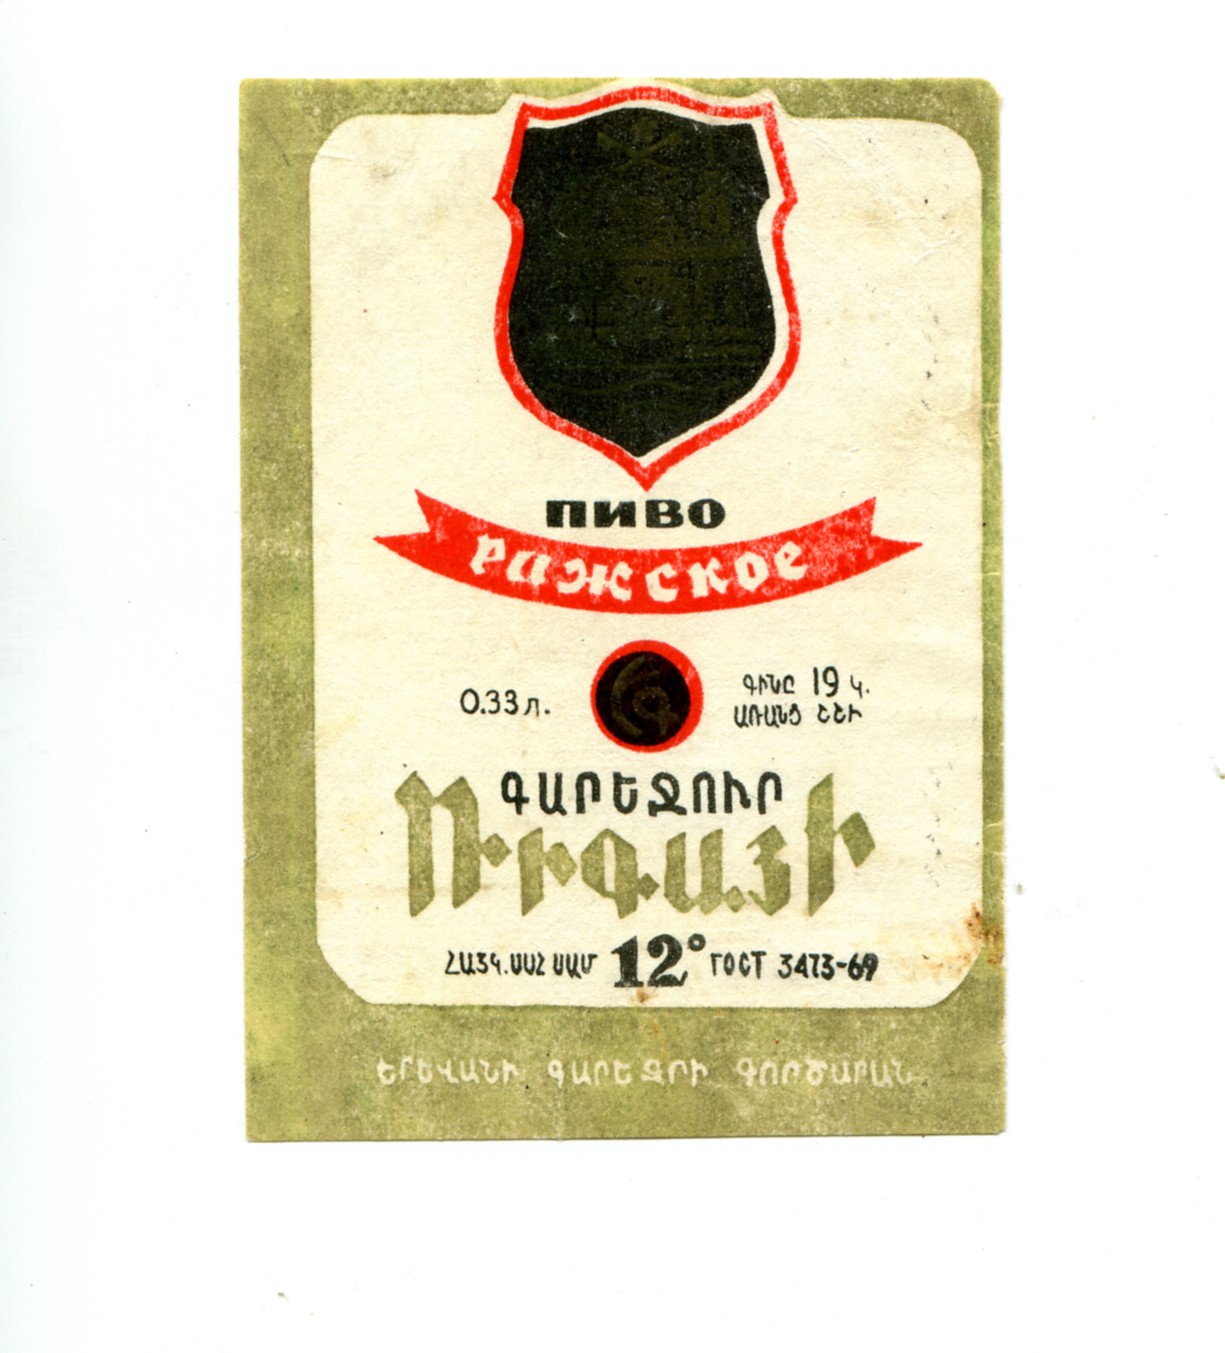 ПИВО
Рижское
0.33 л.
ԳԻՆԸ 19 Կ.
ԱՌԱՆՑ ՇՇԻ
ԳԱՐԵՋՈՒՐ
Ռիգայի
ՀԱՅԿ. ՍՍՀ ՍԱՄ 12° ГОСТ 3473-69
ԵՐԵՎԱՆԻ ԳԱՐԵՋՐԻ ԳՈՐԾԱՐԱՆ